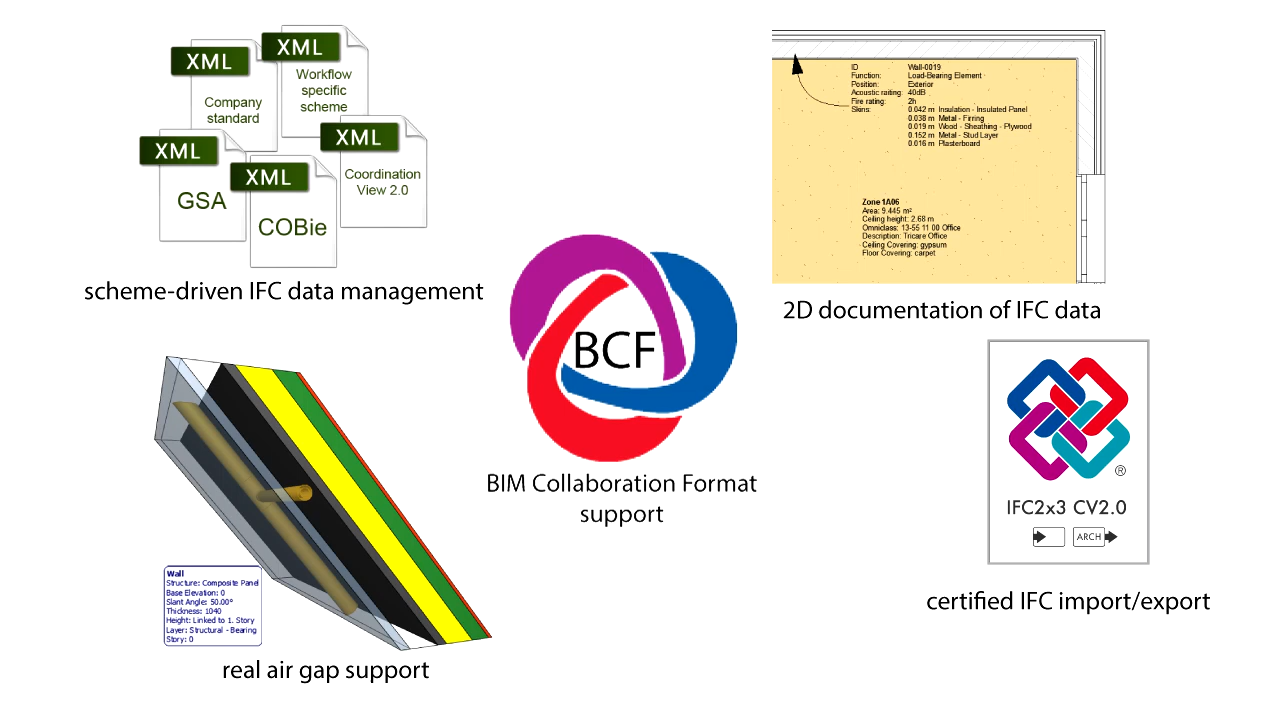 XML
Company
standard
XML
Workflow
specific
scheme
XML
GSA
XML
COBie
XML
Coordination
View 2.0
scheme-driven IFC data management
ID Wall-0019
Function: Load-Bearing Element
Position: Exterior
Acoustic raiting: 40dB
Fire rating: 2h
Skins: 0.042 m Insulation - Insulated Panel
0.038 m Metal - Firring
0.019 m Wood - Sheathing - Plywood
0.152 m Metal - Stud Layer
0.016 m Plasterboard
Zone 1A06
Area: 9.445 m²
Ceiling height: 2.68 m
Omniclass: 13-55 11 00 Office
Description: Tricare Office
Ceiling Covering: gypsum
Floor Covering: carpet
2D documentation of IFC data
BCF
BIM Collaboration Format
support
®
IFC2x3 CV2.0
ARCH
certified IFC import/export
Wall
Structure: Composite Panel
Base Elevation: 0
Slant Angle: 50.00°
Thickness: 1040
Height: Linked to 1. Story
Layer: Structural - Bearing
Story: 0
real air gap support